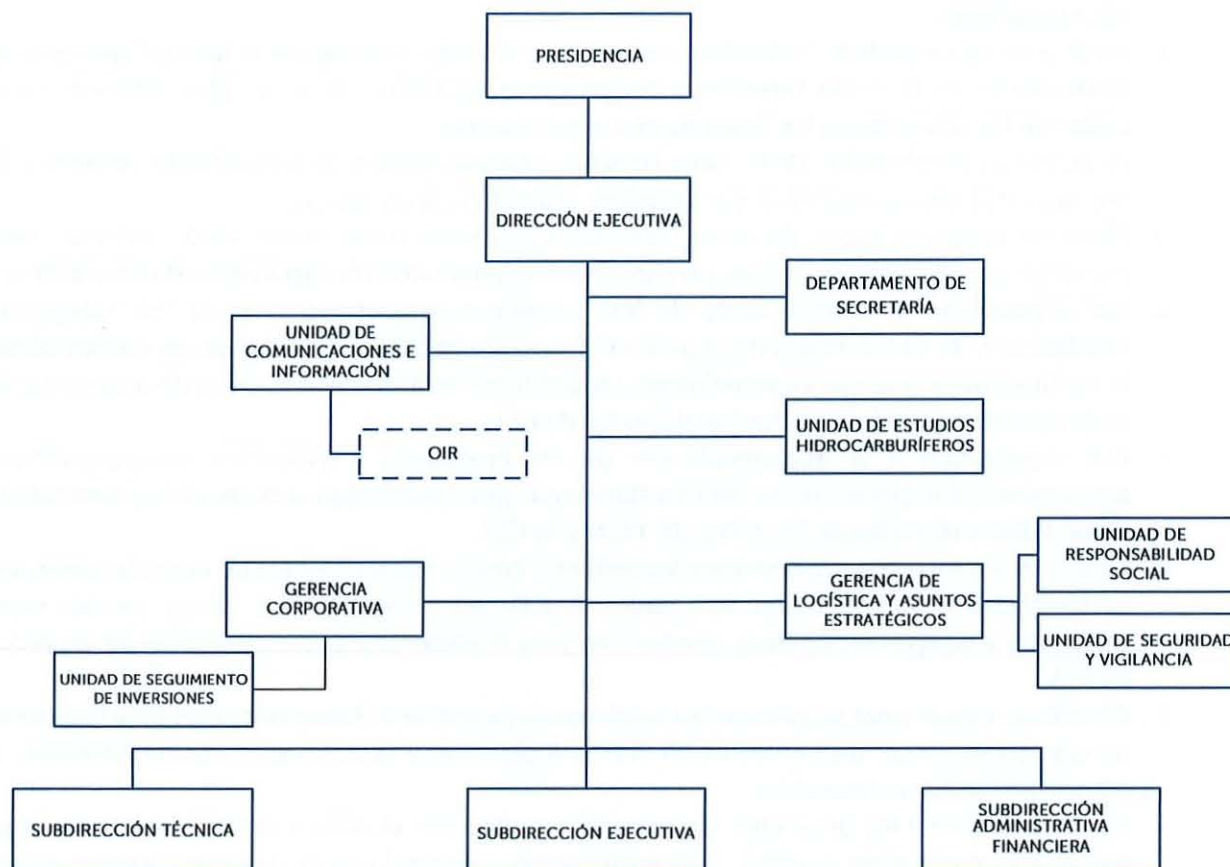 PRESIDENCIA
DIRECCIÓN EJECUTIVA
DEPARTAMENTO DE
SECRETARÍA
UNIDAD DE
COMUNICACIONES E
INFORMACIÓN
UNIDAD DE ESTUDIOS
HIDROCARBURÍFEROS
OIR
UNIDAD DE
RESPONSABILIDAD
SOCIAL
GERENCIA
CORPORATIVA
GERENCIA DE
LOGÍSTICA Y ASUNTOS
ESTRATÉGICOS
UNIDAD DE SEGURIDAD
Y VIGILANCIA
UNIDAD DE SEGUIMIENTO
DE INVERSIONES
SUBDIRECCIÓN TÉCNICA
SUBDIRECCIÓN EJECUTIVA
SUBDIRECCIÓN
ADMINISTRATIVA
FINANCIERA